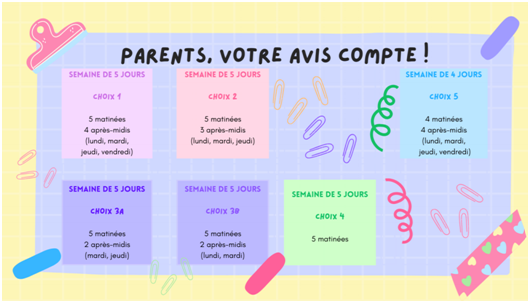 PARENTS, VOTRE AVIS COMPTE !
SEMAINE DE 5 JOURS
CHOIX 1
5 matinées
4 après-midis
(lundi, mardi,
jeudi, vendredi)
SEMAINE DE 5 JOURS
CHOIX 2
5 matinées
3 après-midis
(lundi, mardi, jeudi)
SEMAINE DE 4 JOURS
CHOIX 5
4 matinées
4 après-midis
(lundi, mardi,
jeudi, vendredi)
SEMAINE DE 5 JOURS
CHOIX 3A
5 matinées
2 après-midis
(mardi, jeudi)
SEMAINE DE 5 JOURS
CHOIX 3B
5 matinées
2 après-midis
(lundi, mardi)
SEMAINE DE 5 JOURS
CHOIX 4
5 matinées